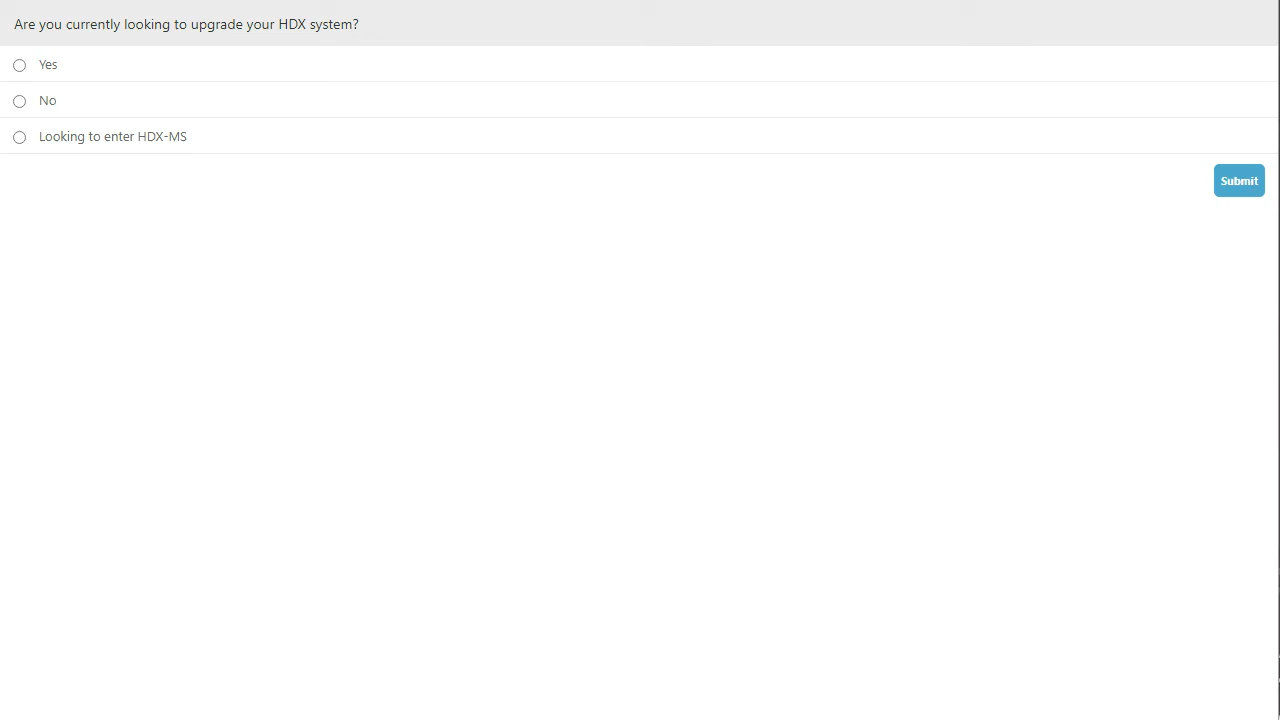 Are you currently looking to upgrade your HDX system?
Yes
No
Looking to enter HDX-MS
Submit